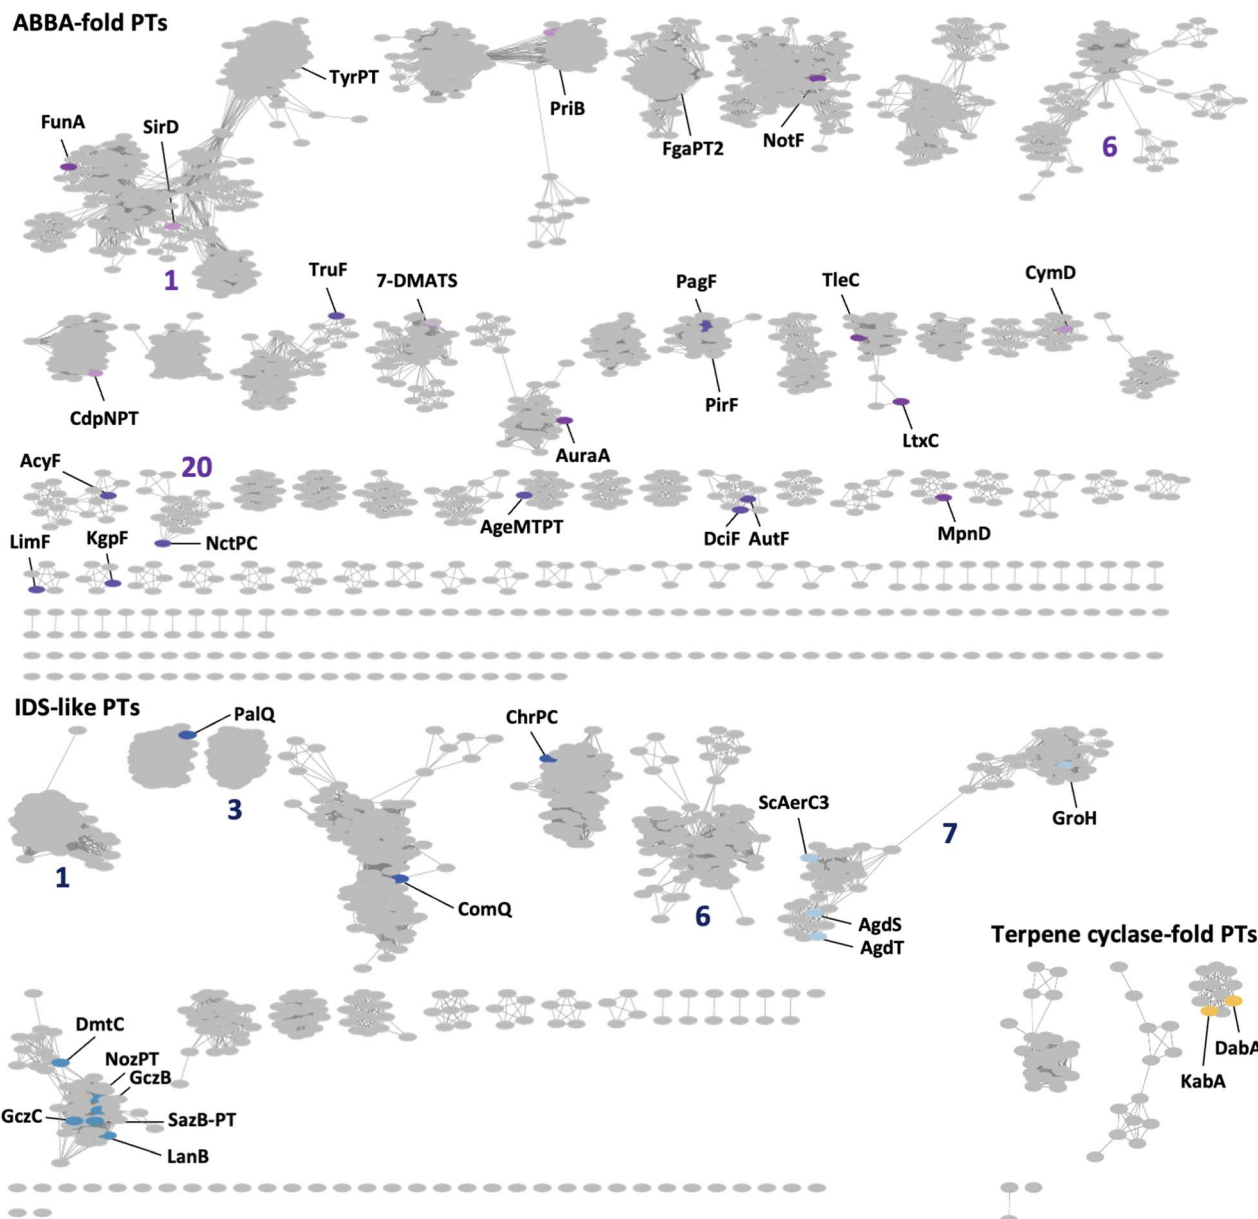 ABBA-fold PTs
TyrPT
PriB
FgaPT2
NotF
6
FunA
SirD
1
TruF
7-DMATS
PagF
TleC
CymD
CdpNPT
PirF
LtxC
AuraA
AcyF
20
AgeMTPT
DciF
AutF
MpnD
LimF
KgpF
NctPC
IDS-like PTs
PalQ
ChrPC
3
ScAerC3
7
GroH
1
ComQ
6
AgdS
AgdT
Terpene cyclase-fold PTs
DmtC
NozPT
GczB
GczC
SazB-PT
LanB
DabA
KabA